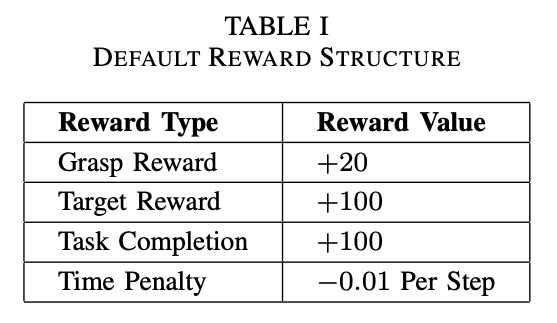 TABLE I
DEFAULT REWARD STRUCTURE
Reward Type Reward Value
Grasp Reward +20
Target Reward +100
Task Completion +100
Time Penalty −0.01 Per Step